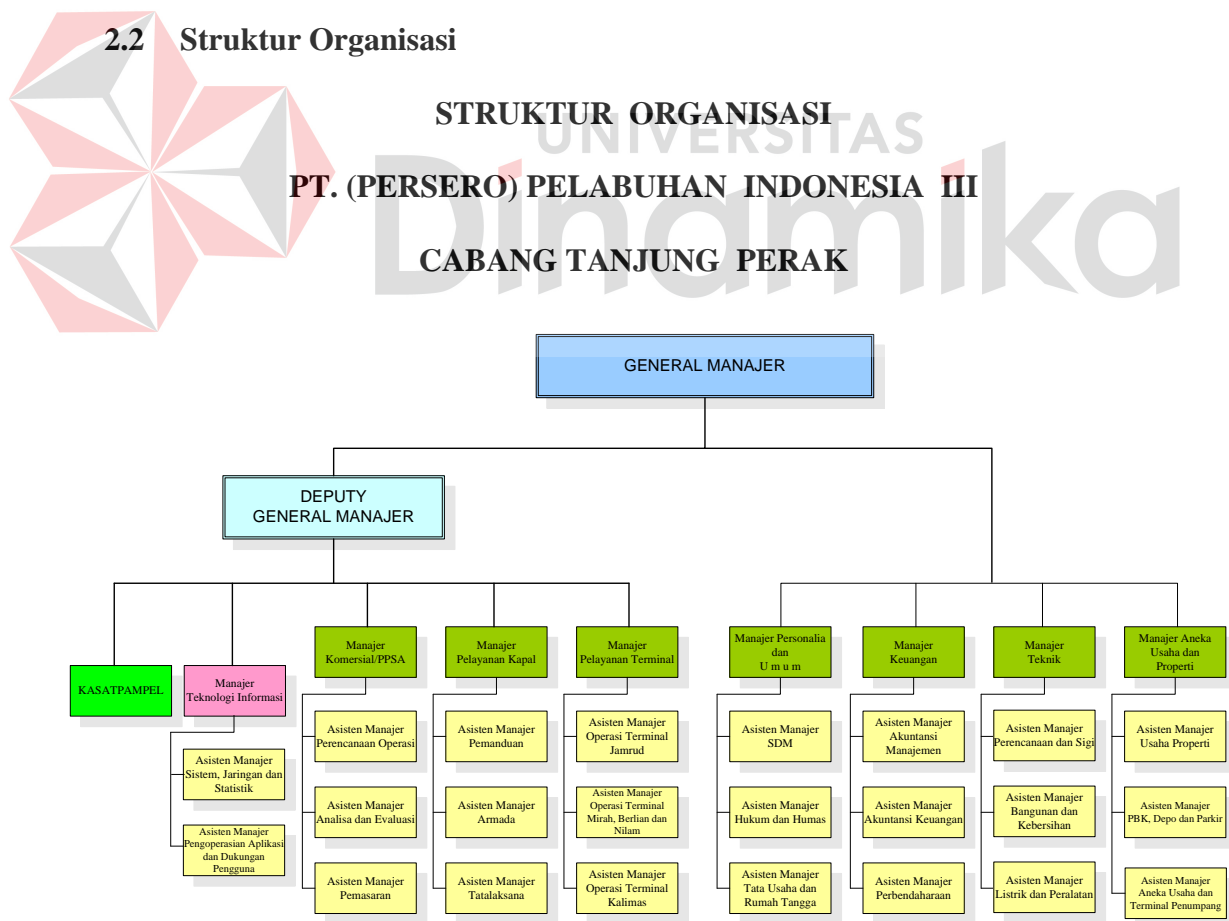 2.2 Struktur Organisasi
STRUKTUR ORGANISASI
UNIVERSITAS
PT. (PERSERO) PELABUHAN INDONESIA III
Dinamika
CABANG TANJUNG PERAK
GENERAL MANAJER
DEPUTY
GENERAL MANAJER
KASATPAMPEL
Manajer
Teknologi Informasi
Asisten Manajer
Sistem, Jaringan dan
Statistik
Asisten Manajer
Pengoperasian Aplikasi
dan Dukungan
Pengguna
Manajer
Komersial/PPSA
Asisten Manajer
Perencanaan Operasi
Asisten Manajer
Analisa dan Evaluasi
Asisten Manajer
Pemasaran
Manajer
Pelayanan Kapal
Asisten Manajer
Pemanduan
Asisten Manajer
Armada
Asisten Manajer
Tatalaksana
Manajer
Pelayanan Terminal
Asisten Manajer
Operasi Terminal
Jamrud
Asisten Manajer
Operasi Terminal
Mirah, Berlian dan
Nilam
Asisten Manajer
Operasi Terminal
Kalimas
Manajer Personalia
dan
U m u m
Asisten Manajer
SDM
Asisten Manajer
Hukum dan Humas
Asisten Manajer
Tata Usaha dan
Rumah Tangga
Manajer
Keuangan
Asisten Manajer
Akuntansi
Manajemen
Asisten Manajer
Akuntansi Keuangan
Asisten Manajer
Perbendaharaan
Manajer
Teknik
Asisten Manajer
Perencanaan dan Sigi
Asisten Manajer
Bangunan dan
Kebersihan
Asisten Manajer
Listrik dan Peralatan
Manajer Aneka
Usaha dan
Properti
Asisten Manajer
Usaha Properti
Asisten Manajer
PBK, Depo dan Parkir
Asisten Manajer
Aneka Usaha dan
Terminal Penumpang